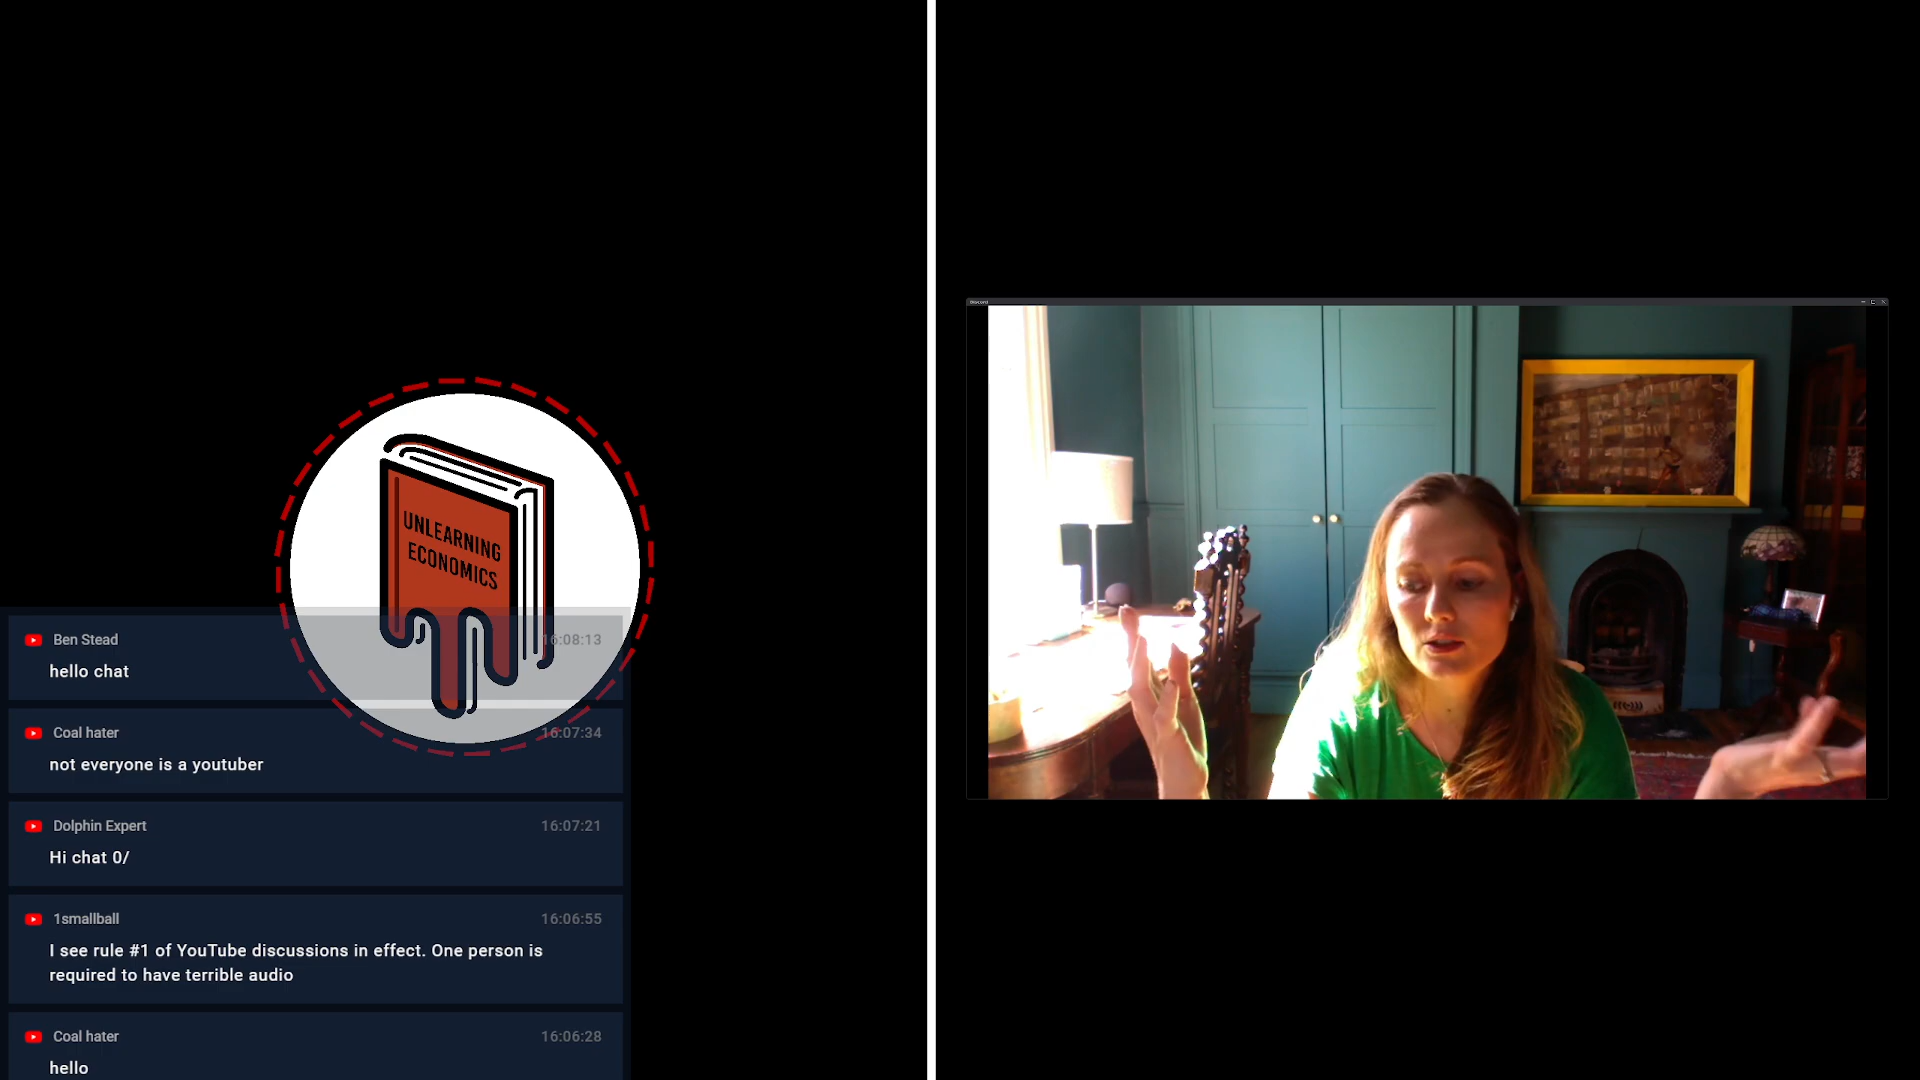 UNLEARNING
ECONOMICS
Ben Stead
16:08:13
hello chat
Coal hater
16:07:34
not everyone is a youtuber
Dolphin Expert
16:07:21
Hi chat 0/
1smallball
16:06:55
I see rule #1 of YouTube discussions in effect. One person is
required to have terrible audio
Coal hater
16:06:28
hello
Discord